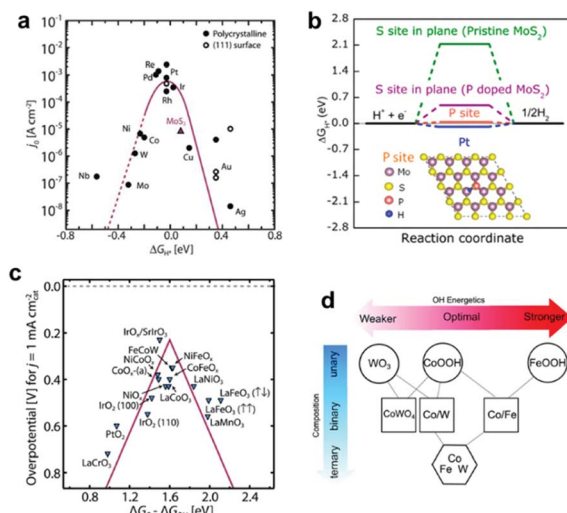 a
Polycrystalline
(111) surface
j₀ [A cm⁻²]
10⁻¹
10⁻²
10⁻³
10⁻⁴
10⁻⁵
10⁻⁶
10⁻⁷
10⁻⁸
Re
Pt
Pd
Ir
Rh
Ni
MoS₂
Co
W
Cu
Nb
Mo
Au
Ag
-0.8
-0.4
0.0
0.4
0.8
ΔG_H* [eV]
b
S site in plane (Pristine MoS₂)
S site in plane (P doped MoS₂)
P site
H⁺ + e⁻
1/2H₂
Pt
P site
Mo
S
P
H
ΔG_H* (eV)
2.8
2.1
1.4
0.7
0.0
-0.7
-1.4
-2.1
-2.8
Reaction coordinate
c
Overpotential [V] for j = 1 mA cm⁻²
0.0
0.2
0.4
0.6
0.8
IrOₓ/SrIrO₃
FeCoW
NiFeOₓ
NiCoOₓ
CoFeOₓ
CoOₓ-(a)
LaNiO₃
NiOₓ
LaCoO₃
LaFeO₃ (↑↓)
IrO₂ (100)
LaFeO₃ (↑↑)
IrO₂ (110)
LaMnO₃
PtO₂
LaCrO₃
0.8
1.2
1.6
2.0
2.4
[eV]
d
OH Energetics
Weaker
Optimal
Stronger
Composition
unary
binary
ternary
WO₃
CoOOH
FeOOH
CoWO₄
Co/W
Co/Fe
Co
Fe W